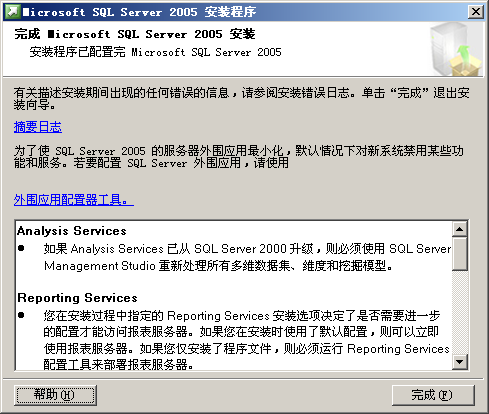 Microsoft SQL Server 2005 安装程序
完成 Microsoft SQL Server 2005 安装
安装程序已配置完 Microsoft SQL Server 2005
有关描述安装期间出现的任何错误的信息，请参阅安装错误日志。单击“完成”退出安
装向导。
摘要日志
为了使 SQL Server 2005 的服务器外围应用最小化，默认情况下对新系统禁用某些功
能和服务。若要配置 SQL Server 外围应用，请使用
外围应用配置器工具。
Analysis Services
● 如果 Analysis Services 已从 SQL Server 2000 升级，则必须使用 SQL Server
Management Studio 重新处理所有多维数据集、维度和挖掘模型。
Reporting Services
● 您在安装过程中指定的 Reporting Services 安装选项决定了是否需要进一步
的配置才能访问报表服务器。如果您在安装时使用了默认配置，则可以立即
使用报表服务器。如果您仅安装了程序文件，则必须运行 Reporting Services
配置工具来部署报表服务器。
帮助(H)
完成(F)